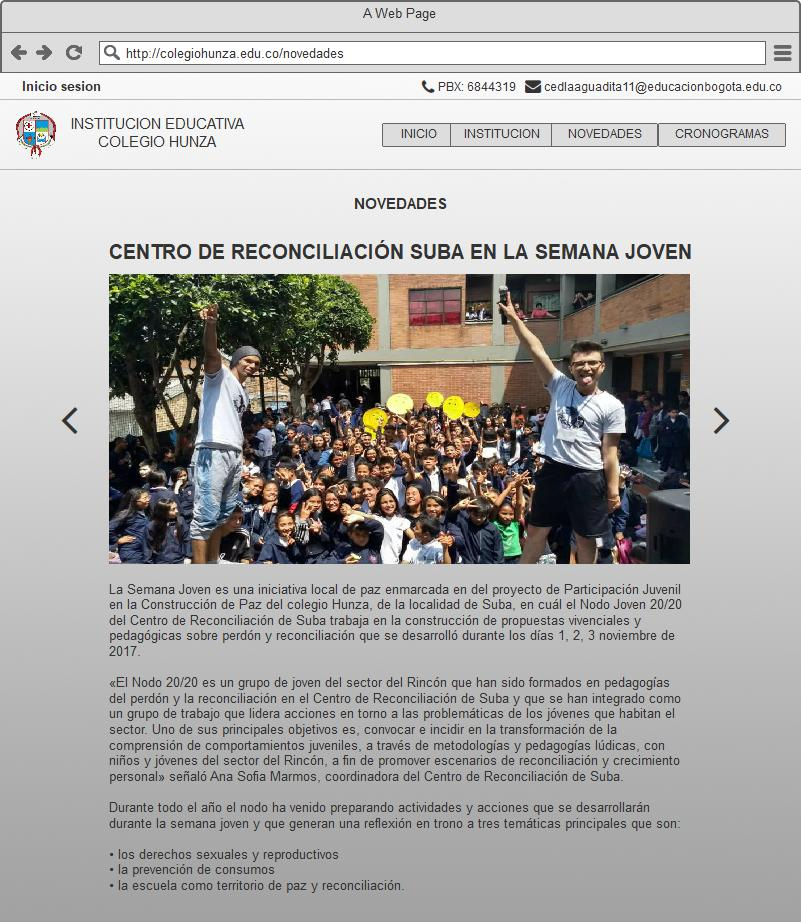 A Web Page
http://colegiohunza.edu.co/novedades
Inicio sesion
PBX: 6844319
cedlaaguadita11@educacionbogota.edu.co
INSTITUCION EDUCATIVA
COLEGIO HUNZA
INICIO
INSTITUCION
NOVEDADES
CRONOGRAMAS
NOVEDADES
CENTRO DE RECONCILIACIÓN SUBA EN LA SEMANA JOVEN
La Semana Joven es una iniciativa local de paz enmarcada en del proyecto de Participación Juvenil
en la Construcción de Paz del colegio Hunza, de la localidad de Suba, en cuál el Nodo Joven 20/20
del Centro de Reconciliación de Suba trabaja en la construcción de propuestas vivenciales y
pedagógicas sobre perdón y reconciliación que se desarrolló durante los días 1, 2, 3 noviembre de
2017.
«El Nodo 20/20 es un grupo de joven del sector del Rincón que han sido formados en pedagogías
del perdón y la reconciliación en el Centro de Reconciliación de Suba y que se han integrado como
un grupo de trabajo que lidera acciones en torno a las problemáticas de los jóvenes que habitan el
sector. Uno de sus principales objetivos es, convocar e incidir en la transformación de la
comprensión de comportamientos juveniles, a través de metodologías y pedagogías lúdicas, con
niños y jóvenes del sector del Rincón, a fin de promover escenarios de reconciliación y crecimiento
personal» señaló Ana Sofia Marmos, coordinadora del Centro de Reconciliación de Suba.
Durante todo el año el nodo ha venido preparando actividades y acciones que se desarrollarán
durante la semana joven y que generan una reflexión en trono a tres temáticas principales que son:
• los derechos sexuales y reproductivos
• la prevención de consumos
• la escuela como territorio de paz y reconciliación.